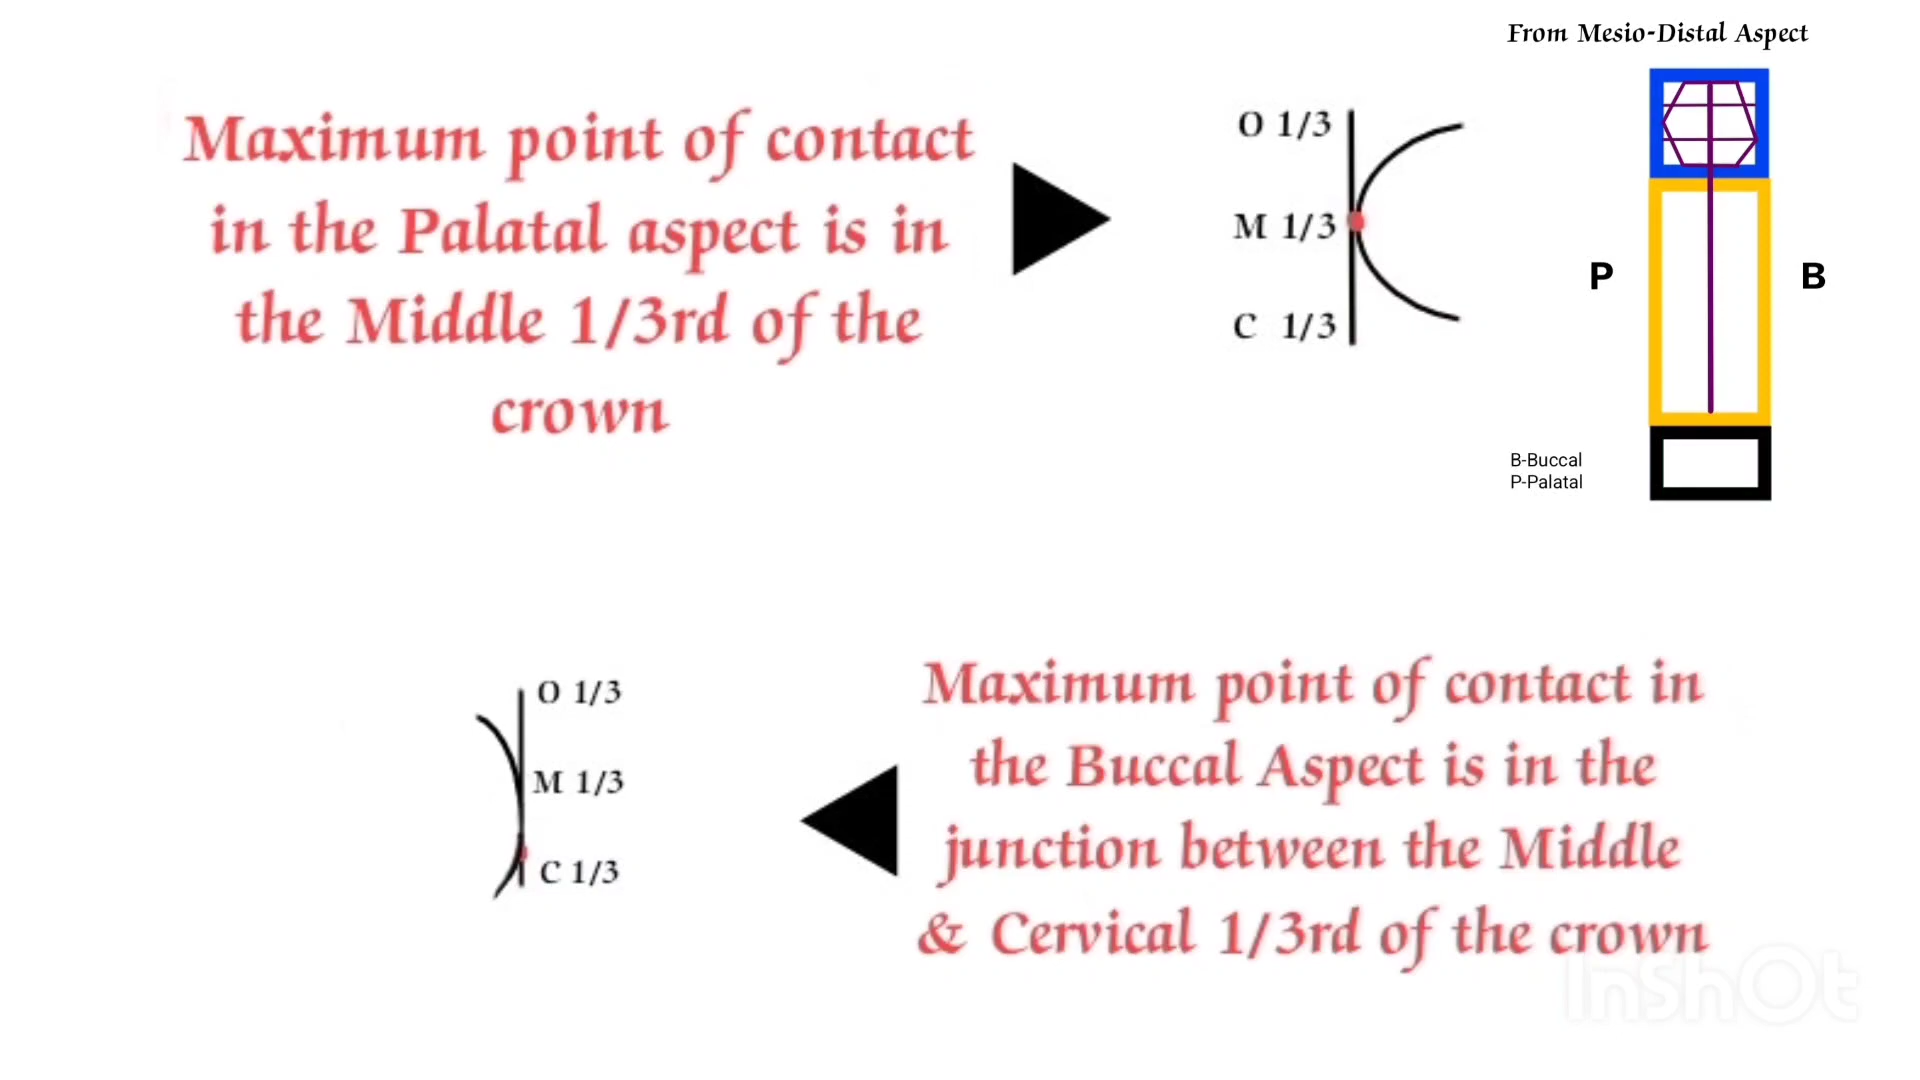 From Mesio-Distal Aspect
Maximum point of contact
in the Palatal aspect is in
the Middle 1/3rd of the
crown
O 1/3
M 1/3
C 1/3
P
B
B-Buccal
P-Palatal
O 1/3
M 1/3
C 1/3
Maximum point of contact in
the Buccal Aspect is in the
junction between the Middle
& Cervical 1/3rd of the crown
InShOt